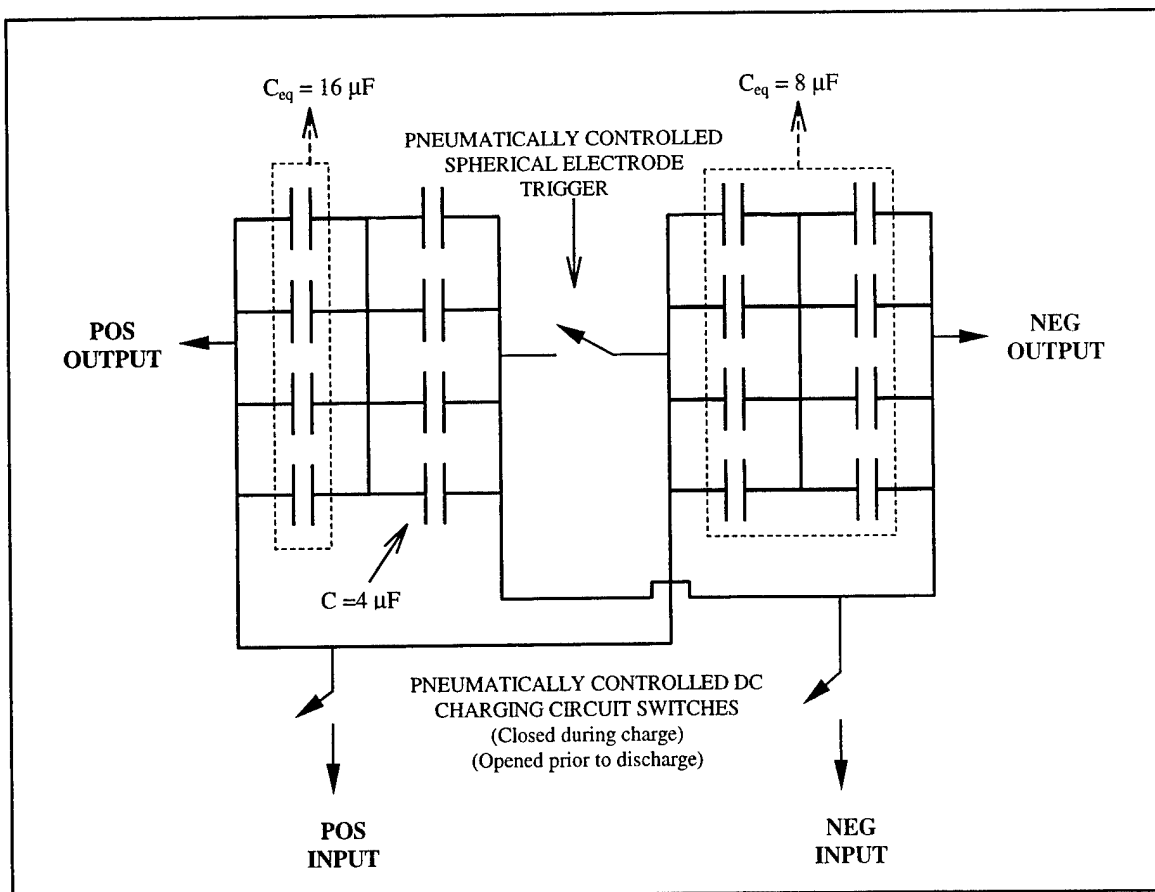 C_eq = 16 µF
C_eq = 8 µF
PNEUMATICALLY CONTROLLED
SPHERICAL ELECTRODE
TRIGGER
POS
OUTPUT
NEG
OUTPUT
C =4 µF
PNEUMATICALLY CONTROLLED DC
CHARGING CIRCUIT SWITCHES
(Closed during charge)
(Opened prior to discharge)
POS
INPUT
NEG
INPUT